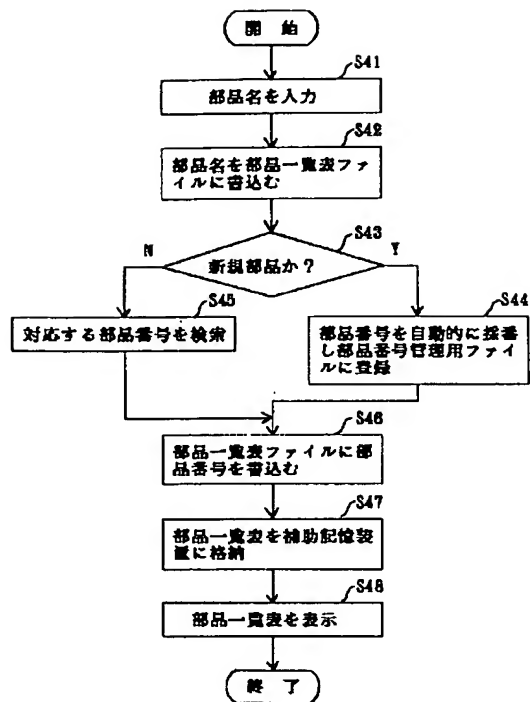 開 始
S41
部品名を入力
S42
部品名を部品一覧表ファ
イルに書込む
S43
新規部品か？
N
Y
S45
対応する部品番号を検索
S44
部品番号を自動的に採番
し部品番号管理用ファイ
ルに登録
S46
部品一覧表ファイルに部
品番号を書込む
S47
部品一覧表を補助記憶装
置に格納
S48
部品一覧表を表示
終 了